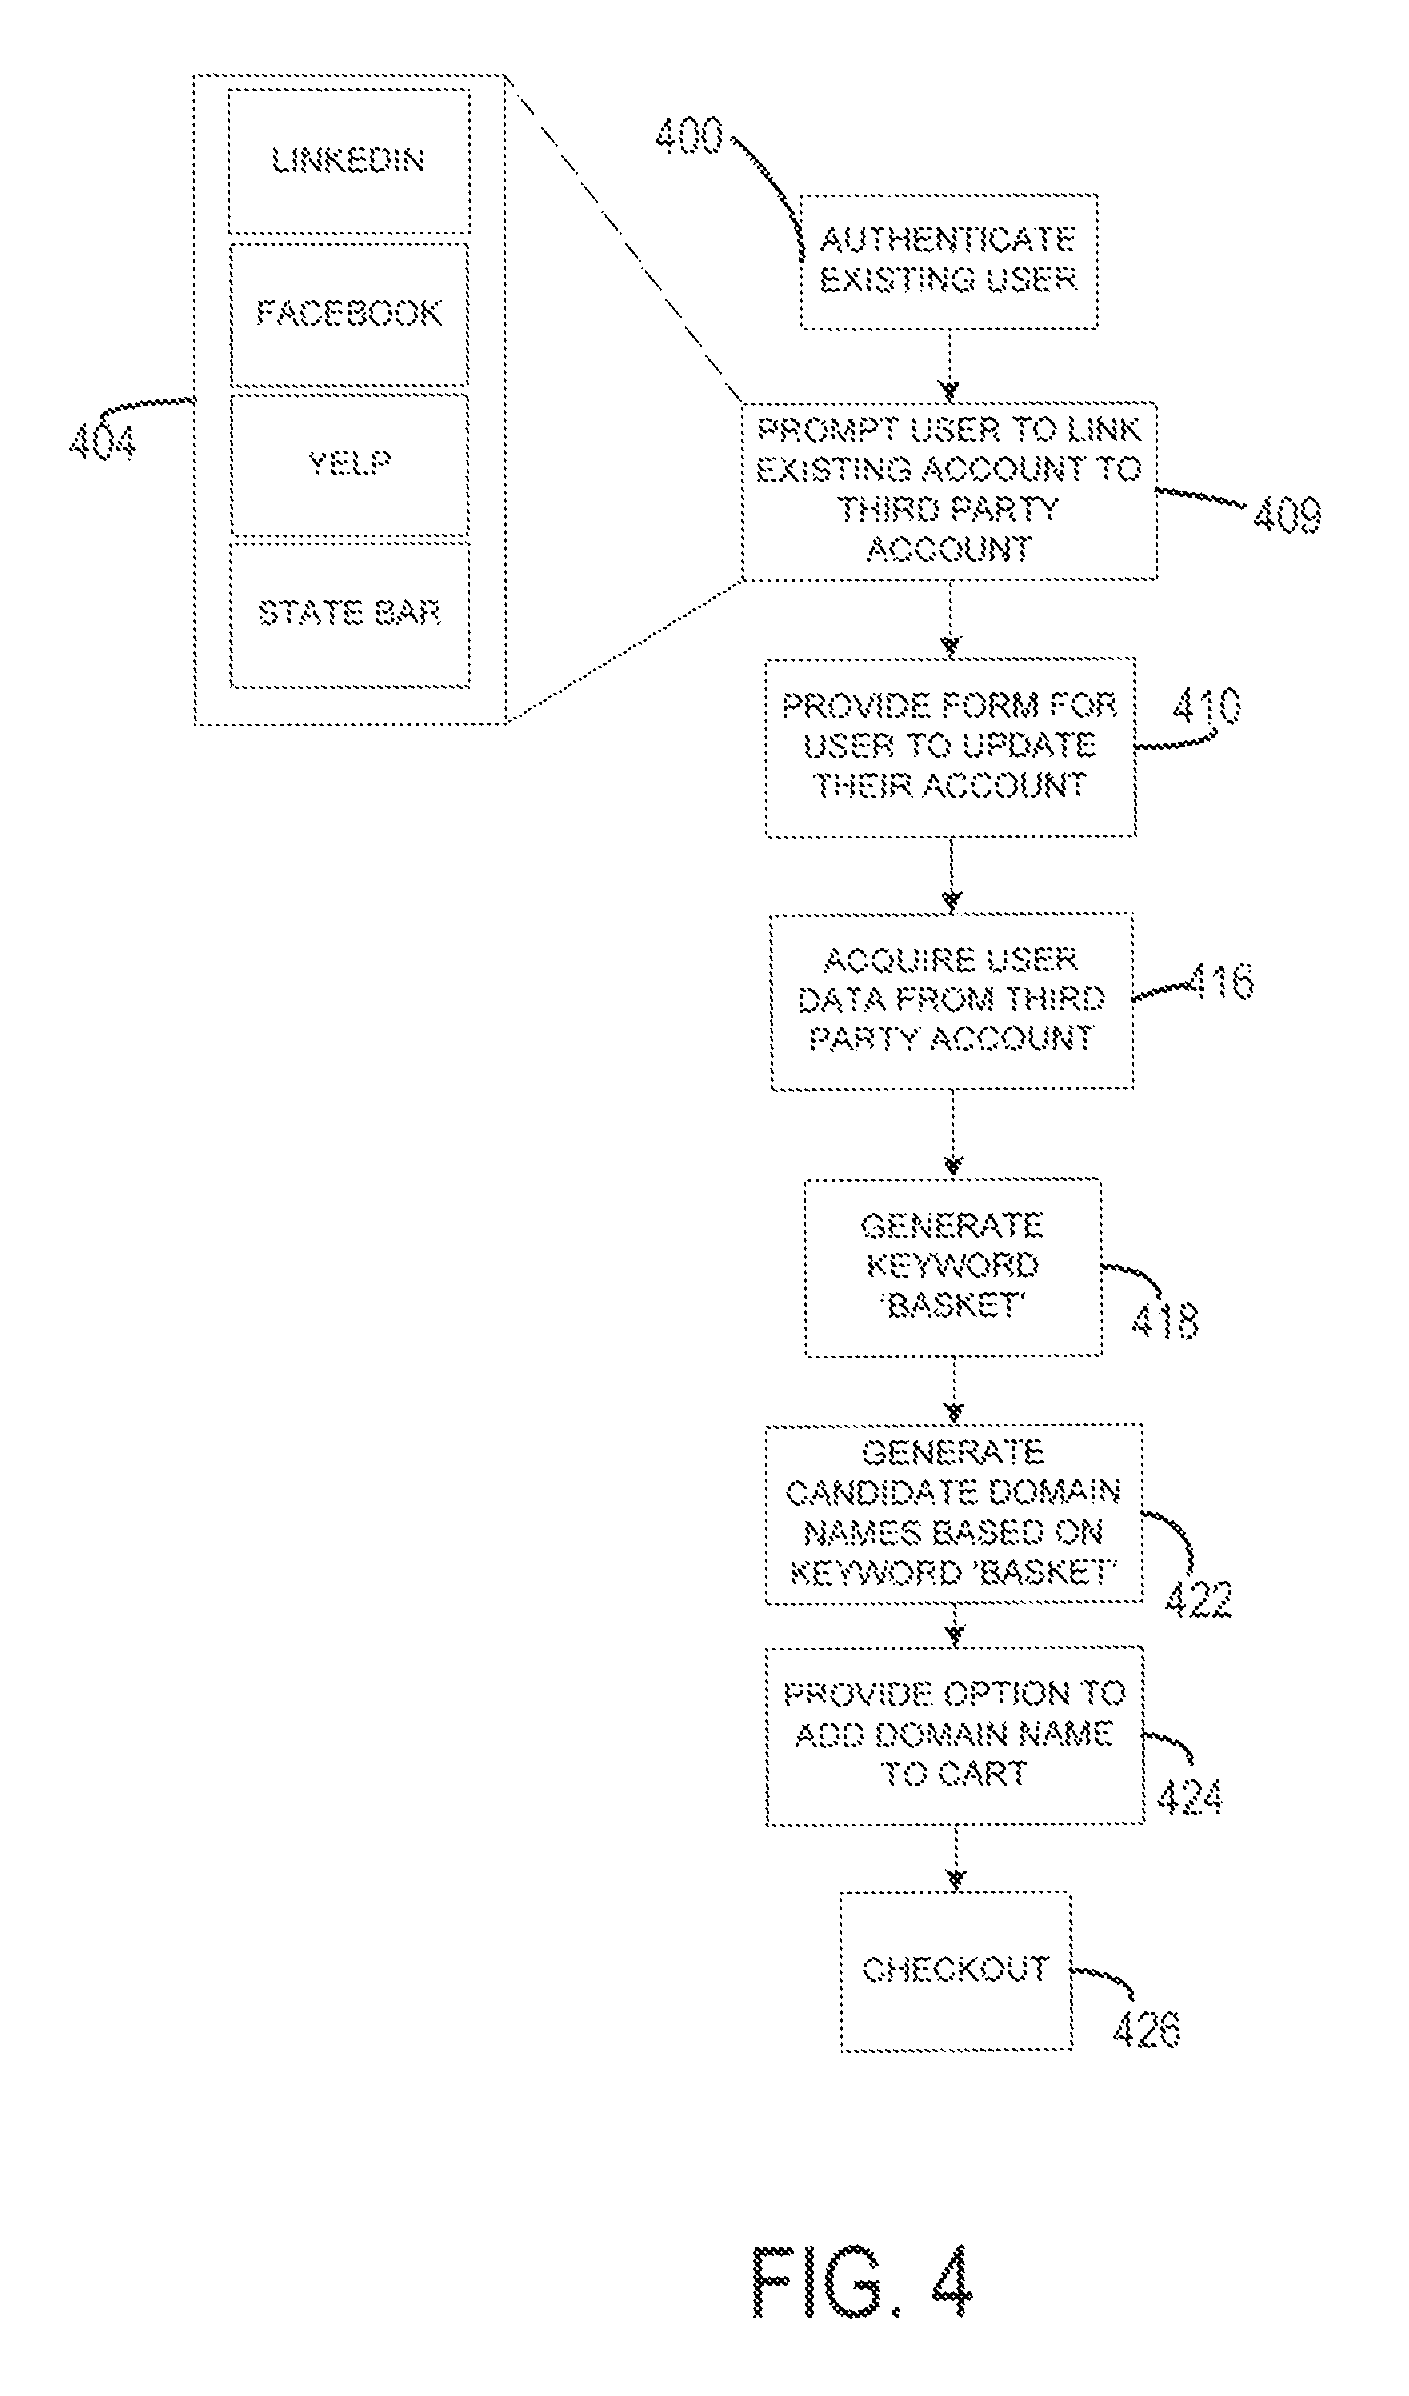 LINKEDIN
FACEBOOK
YELP
STATE BAR
404
400
AUTHENTICATE
EXISTING USER
PROMPT USER TO LINK
EXISTING ACCOUNT TO
THIRD PARTY
ACCOUNT
409
PROVIDE FORM FOR
USER TO UPDATE
THEIR ACCOUNT
410
ACQUIRE USER
DATA FROM THIRD
PARTY ACCOUNT
416
GENERATE
KEYWORD
'BASKET'
418
GENERATE
CANDIDATE DOMAIN
NAMES BASED ON
KEYWORD 'BASKET'
422
PROVIDE OPTION TO
ADD DOMAIN NAME
TO CART
424
CHECKOUT
426
FIG. 4